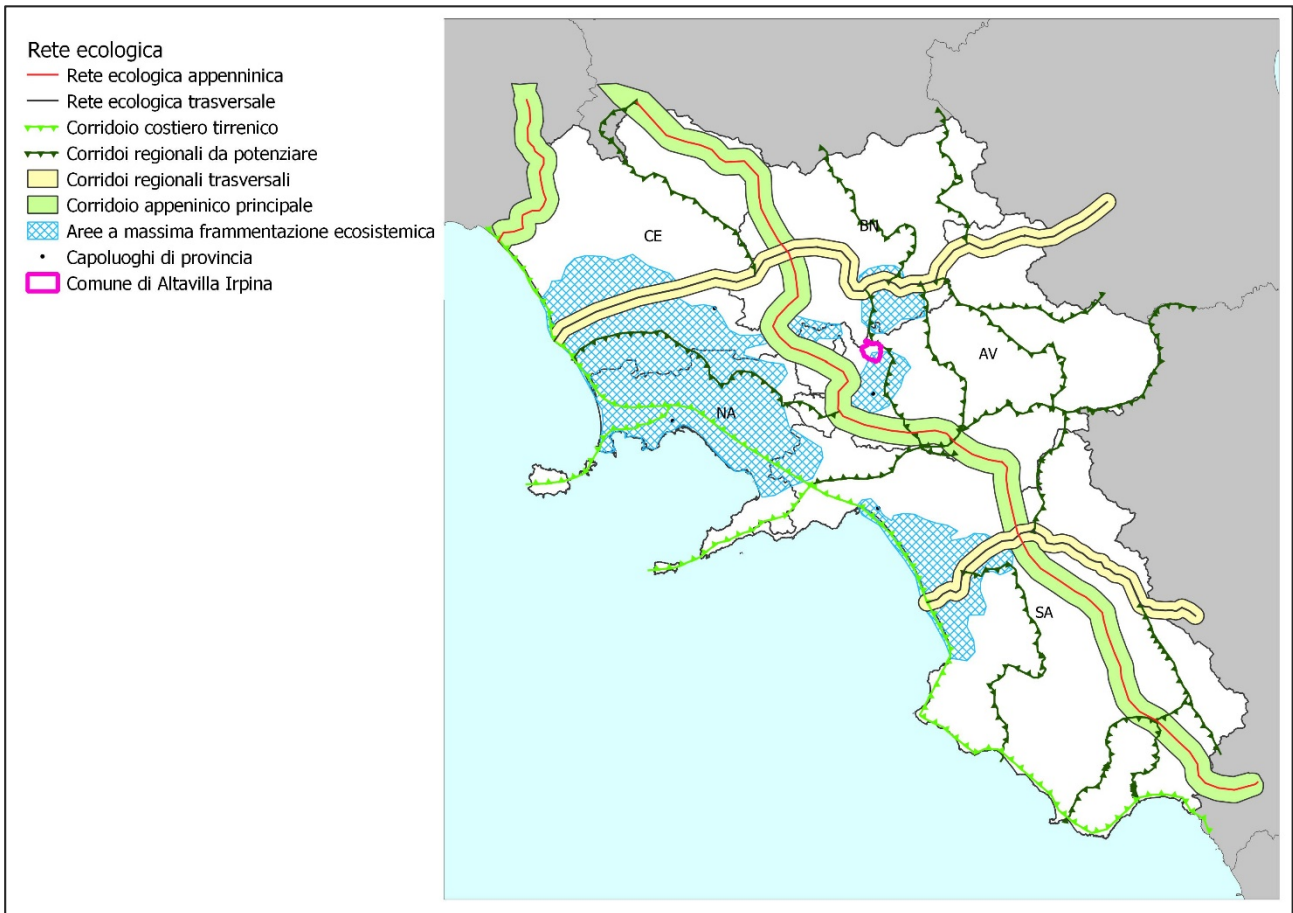 Rete ecologica
Rete ecologica appenninica
Rete ecologica trasversale
Corridoio costiero tirrenico
Corridoi regionali da potenziare
Corridoi regionali trasversali
Corridoio appeninico principale
Aree a massima frammentazione ecosistemica
Capoluoghi di provincia
Comune di Altavilla Irpina
CE
BN
AV
NA
SA